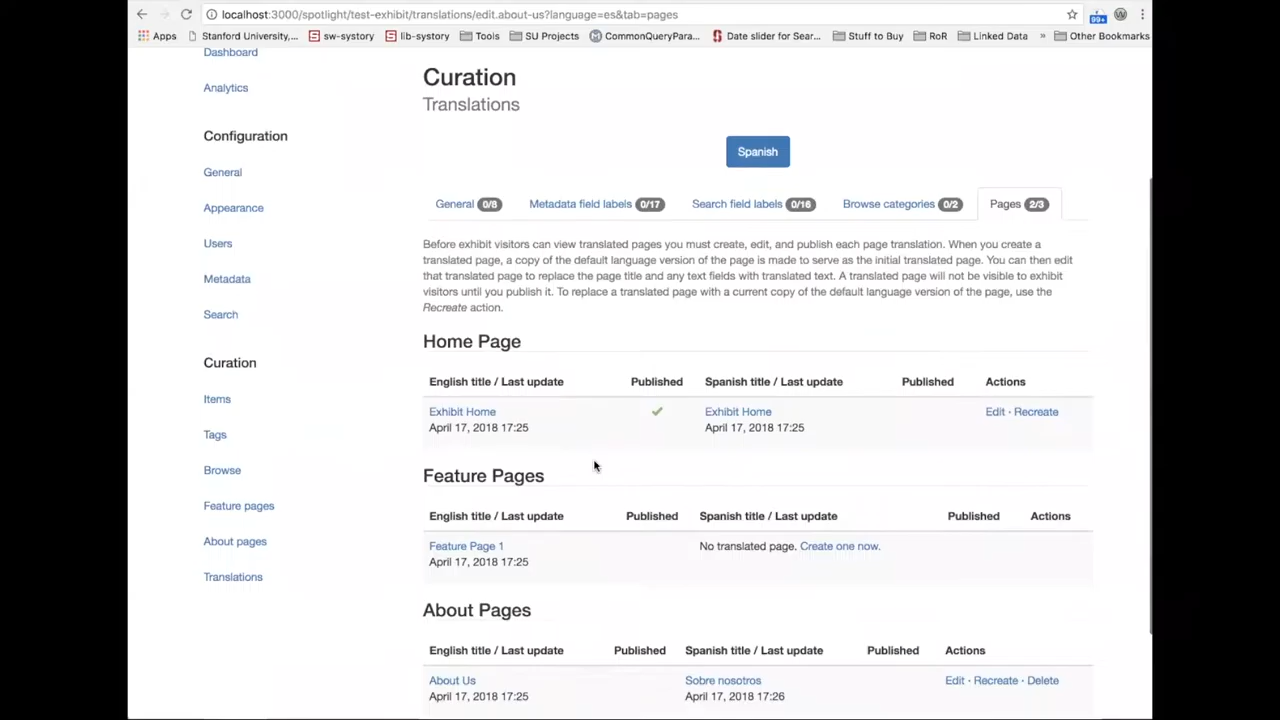 localhost:3000/spotlight/test-exhibit/translations/edit.about-us?language=es&tab=pages
99+
Apps Stanford University,... sw-systory lib-systory Tools SU Projects CommonQueryPara... Date slider for Sear... Stuff to Buy RoR Linked Data » Other Bookmarks
Dashboard
Analytics
Configuration
General
Appearance
Users
Metadata
Search
Curation
Items
Tags
Browse
Feature pages
About pages
Translations
Curation
Translations
Spanish
General 0/8 Metadata field labels 0/17 Search field labels 0/16 Browse categories 0/2 Pages 2/3
Before exhibit visitors can view translated pages you must create, edit, and publish each page translation. When you create a
translated page, a copy of the default language version of the page is made to serve as the initial translated page. You can then edit
that translated page to replace the page title and any text fields with translated text. A translated page will not be visible to exhibit
visitors until you publish it. To replace a translated page with a current copy of the default language version of the page, use the
Recreate action.
Home Page
English title / Last update Published Spanish title / Last update Published Actions
Exhibit Home ✓ Exhibit Home Edit · Recreate
April 17, 2018 17:25 April 17, 2018 17:25
Feature Pages
English title / Last update Published Spanish title / Last update Published Actions
Feature Page 1 No translated page. Create one now.
April 17, 2018 17:25
About Pages
English title / Last update Published Spanish title / Last update Published Actions
About Us Sobre nosotros Edit · Recreate · Delete
April 17, 2018 17:25 April 17, 2018 17:26